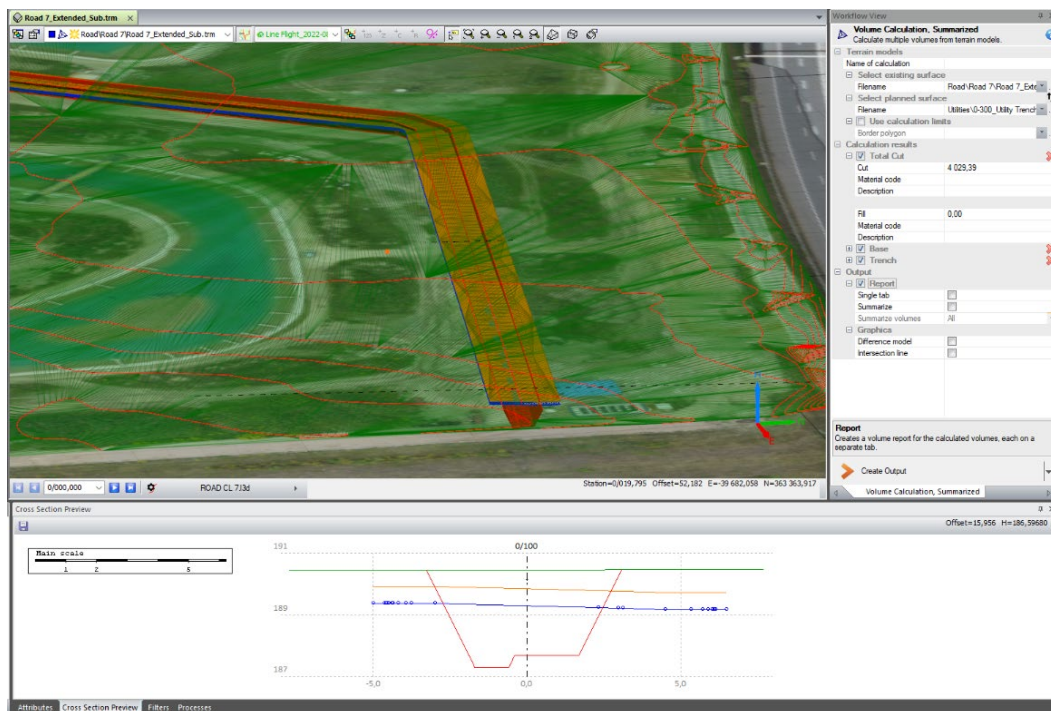 Road 7_Extended_Sub.trm
Road\Road 7\Road 7_Extended_Sub.trm
Line Flight_2022-0
0/000,000
ROAD CL 7J3d
Station=0/019,795 Offset=52,182 E=-39 682,058 N=363 363,917
Workflow View
Volume Calculation, Summarized
Calculate multiple volumes from terrain models.
Terrain models
Name of calculation
Select existing surface
Filename Road\Road 7\Road 7_Exte
Select planned surface
Filename Utilities\0-300_Utility Trench
Use calculation limits
Border polygon
Calculation results
Total Cut
Cut 4 029,39
Material code
Description
Fill 0,00
Material code
Description
Base
Trench
Output
Report
Single tab
Summarize
Summarize volumes All
Graphics
Difference model
Intersection line
Report
Creates a volume report for the calculated volumes, each on a
separate tab.
Create Output
Volume Calculation, Summarized
Cross Section Preview
Offset=15,956 H=186,59680
Main scale
1 2 5
0/100
191
189
187
-5,0 0,0 5,0
Attributes Cross Section Preview Filters Processes